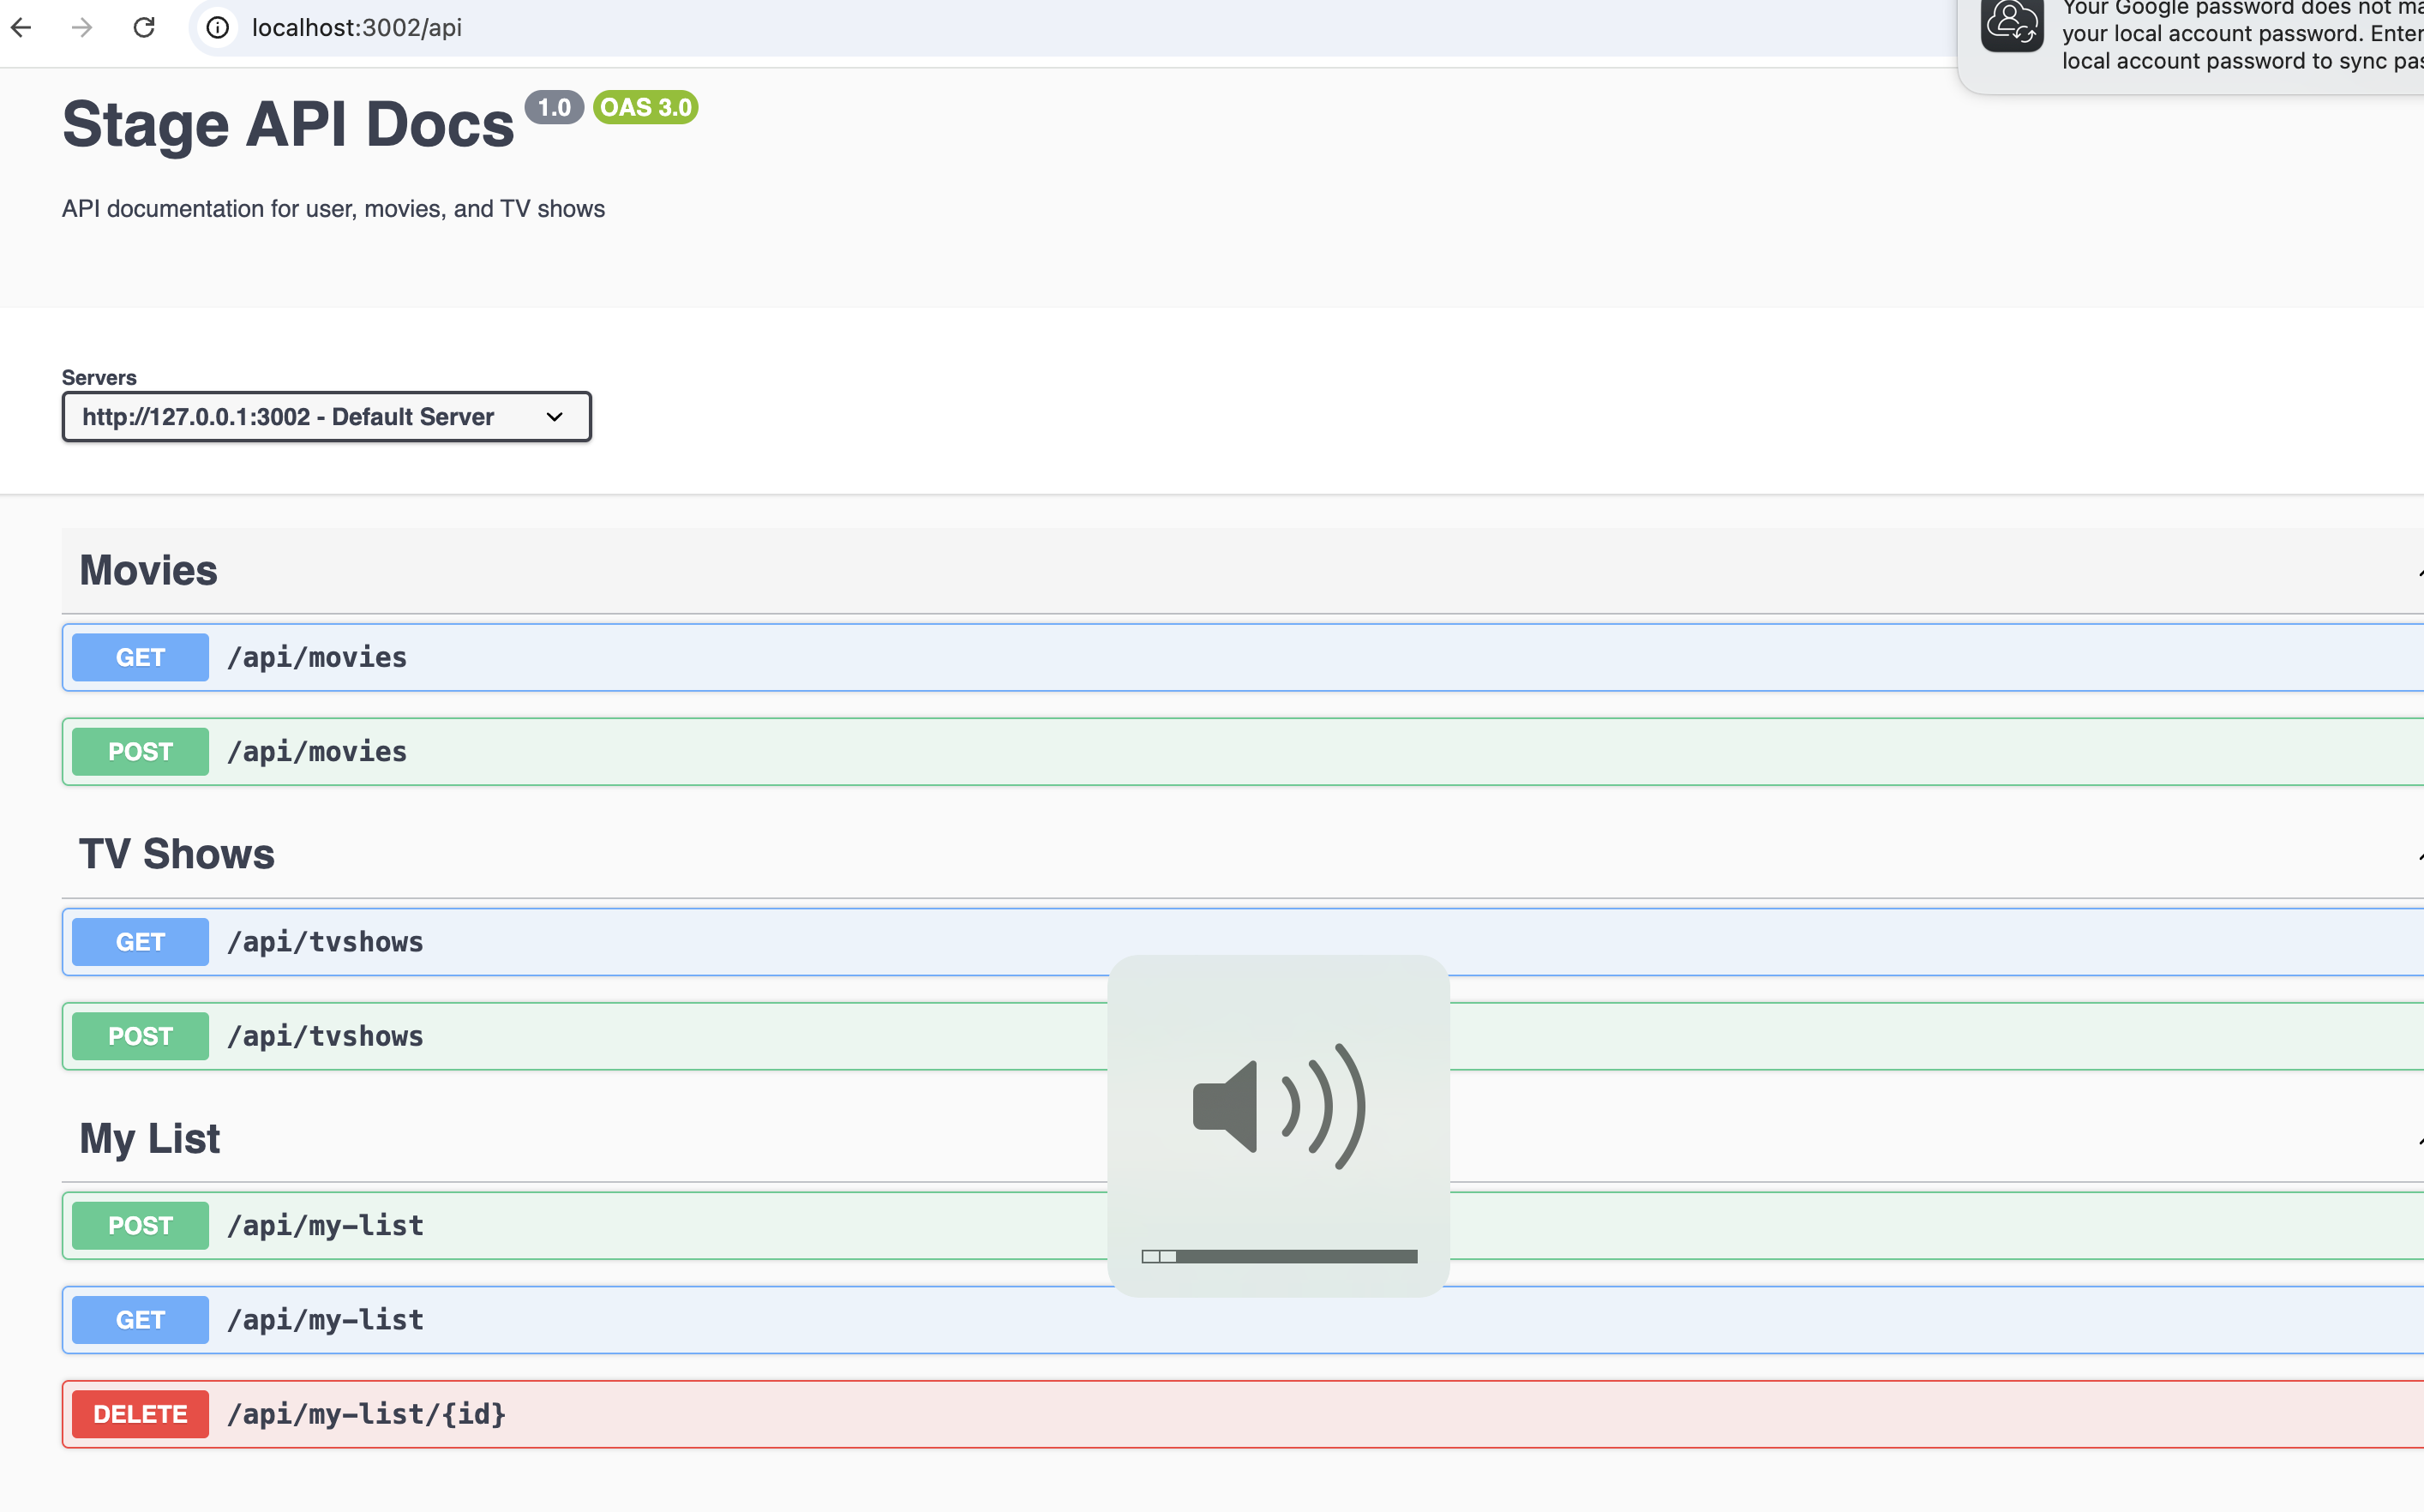 localhost:3002/api
Your Google password does not
your local account password. Enter
local account password to sync
Stage API Docs 1.0 OAS 3.0
API documentation for user, movies, and TV shows
Servers
http://127.0.0.1:3002 - Default Server
Movies
GET /api/movies
POST /api/movies
TV Shows
GET /api/tvshows
POST /api/tvshows
My List
POST /api/my-list
GET /api/my-list
DELETE /api/my-list/{id}